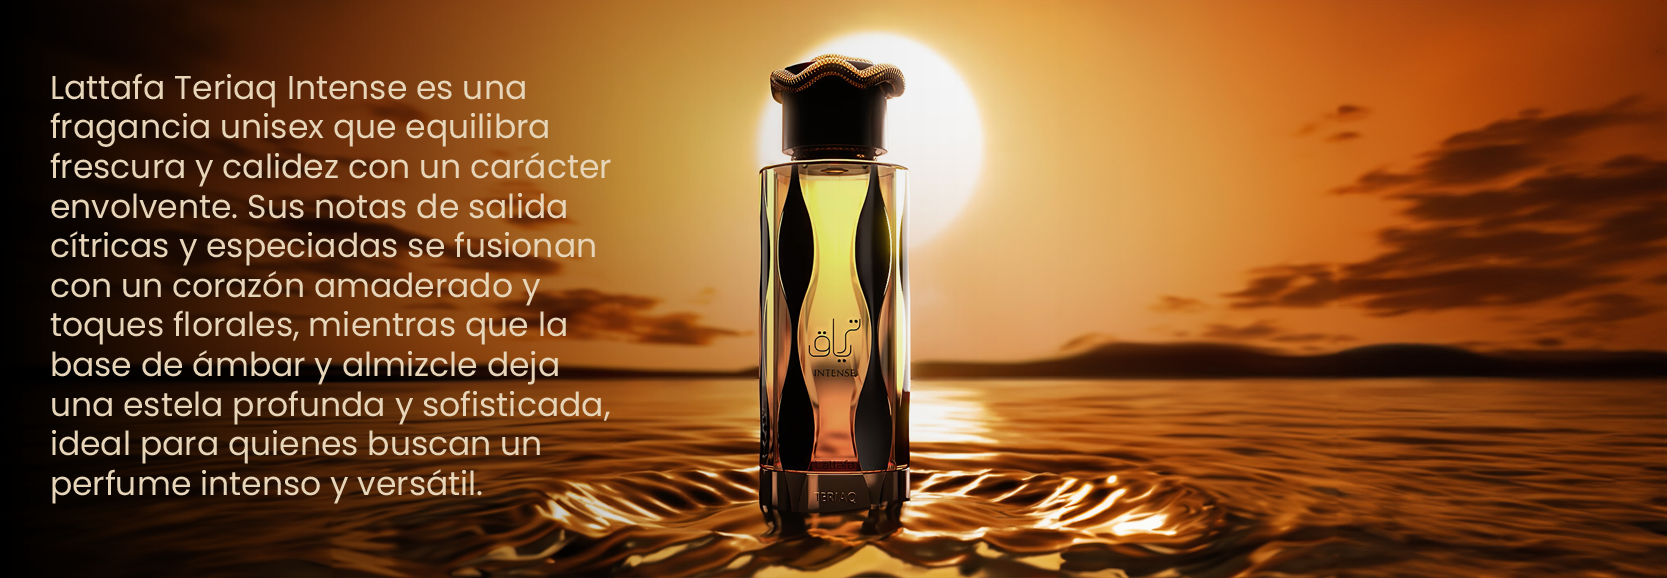 Lattafa Teriaq Intense es una
fragancia unisex que equilibra
frescura y calidez con un carácter
envolvente. Sus notas de salida
cítricas y especiadas se fusionan
con un corazón amaderado y
toques florales, mientras que la
base de ámbar y almizcle deja
una estela profunda y sofisticada,
ideal para quienes buscan un
perfume intenso y versátil.
ترياق
INTENSE
Lattafa
TERIAQ